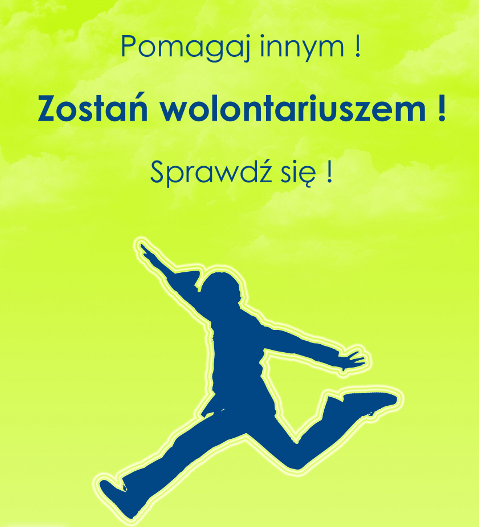 Pomagaj innym !
Zostań wolontariuszem !
Sprawdź się !